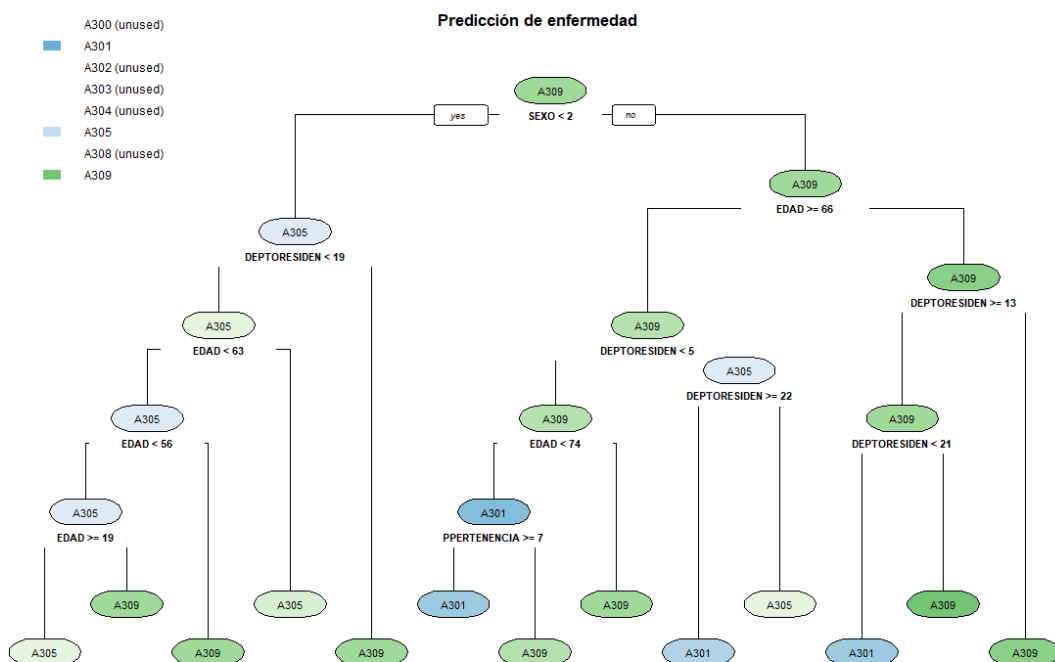 Predicción de enfermedad
A300 (unused)
A301
A302 (unused)
A303 (unused)
A304 (unused)
A305
A308 (unused)
A309
A309
yes
SEXO < 2
no
A309
EDAD >= 66
A305
DEPTORESIDEN < 19
A309
DEPTORESIDEN >= 13
A305
EDAD < 63
A309
DEPTORESIDEN < 5
A305
DEPTORESIDEN >= 22
A305
EDAD < 56
A309
EDAD < 74
A309
DEPTORESIDEN < 21
A305
EDAD >= 19
A301
PPERTENENCIA >= 7
A309
A305
A301
A309
A305
A309
A305
A309
A309
A309
A301
A301
A309